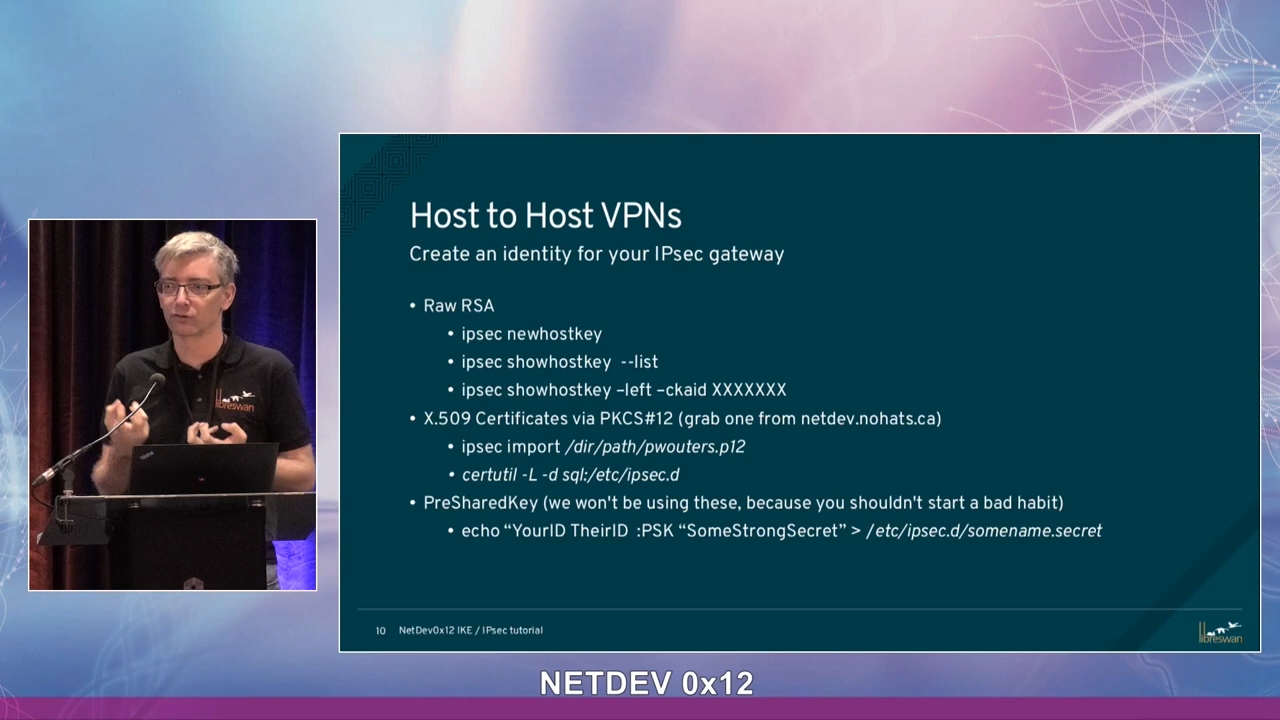 Host to Host VPNs
Create an identity for your IPsec gateway
• Raw RSA
• ipsec newhostkey
• ipsec showhostkey --list
• ipsec showhostkey –left –ckaid XXXXXXX
• X.509 Certificates via PKCS#12 (grab one from netdev.nohats.ca)
• ipsec import /dir/path/pwouters.p12
• certutil -L -d sql:/etc/ipsec.d
• PreSharedKey (we won't be using these, because you shouldn't start a bad habit)
• echo “YourID TheirID :PSK “SomeStrongSecret” > /etc/ipsec.d/somename.secret
10 NetDev0x12 IKE / IPsec tutorial
libreswan
libreswan
NETDEV 0x12